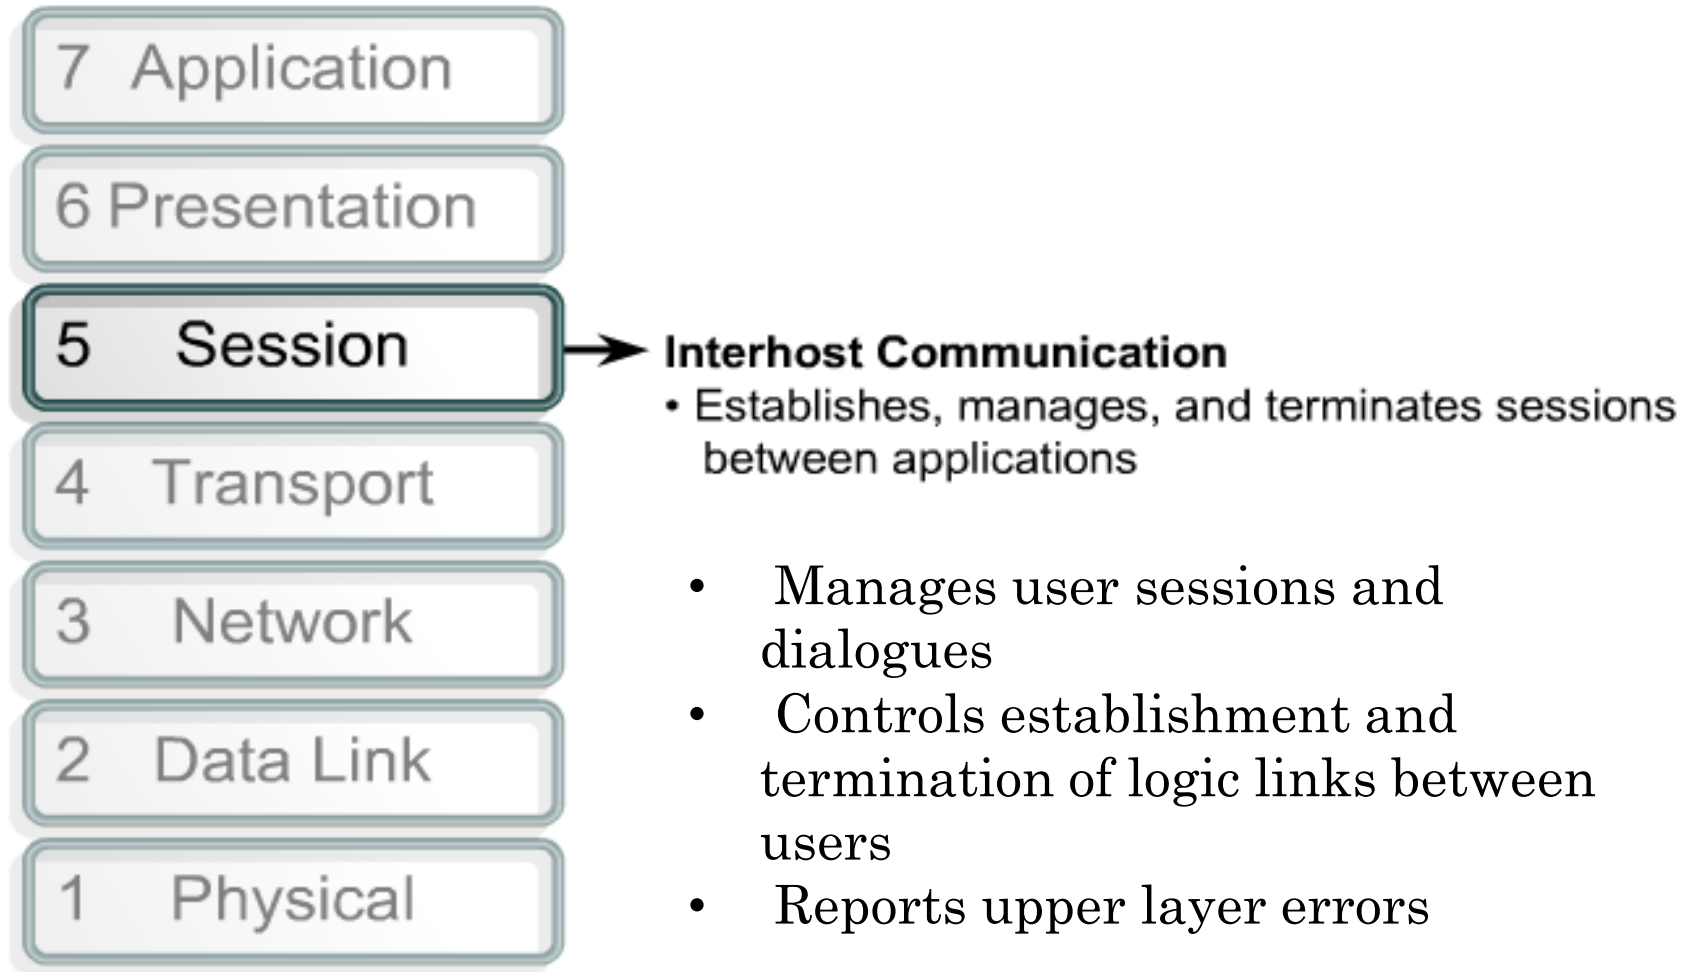 7 Application
6 Presentation
5 Session
Interhost Communication
• Establishes, manages, and terminates sessions
between applications
4 Transport
3 Network
2 Data Link
1 Physical
• Manages user sessions and
dialogues
• Controls establishment and
termination of logic links between
users
• Reports upper layer errors